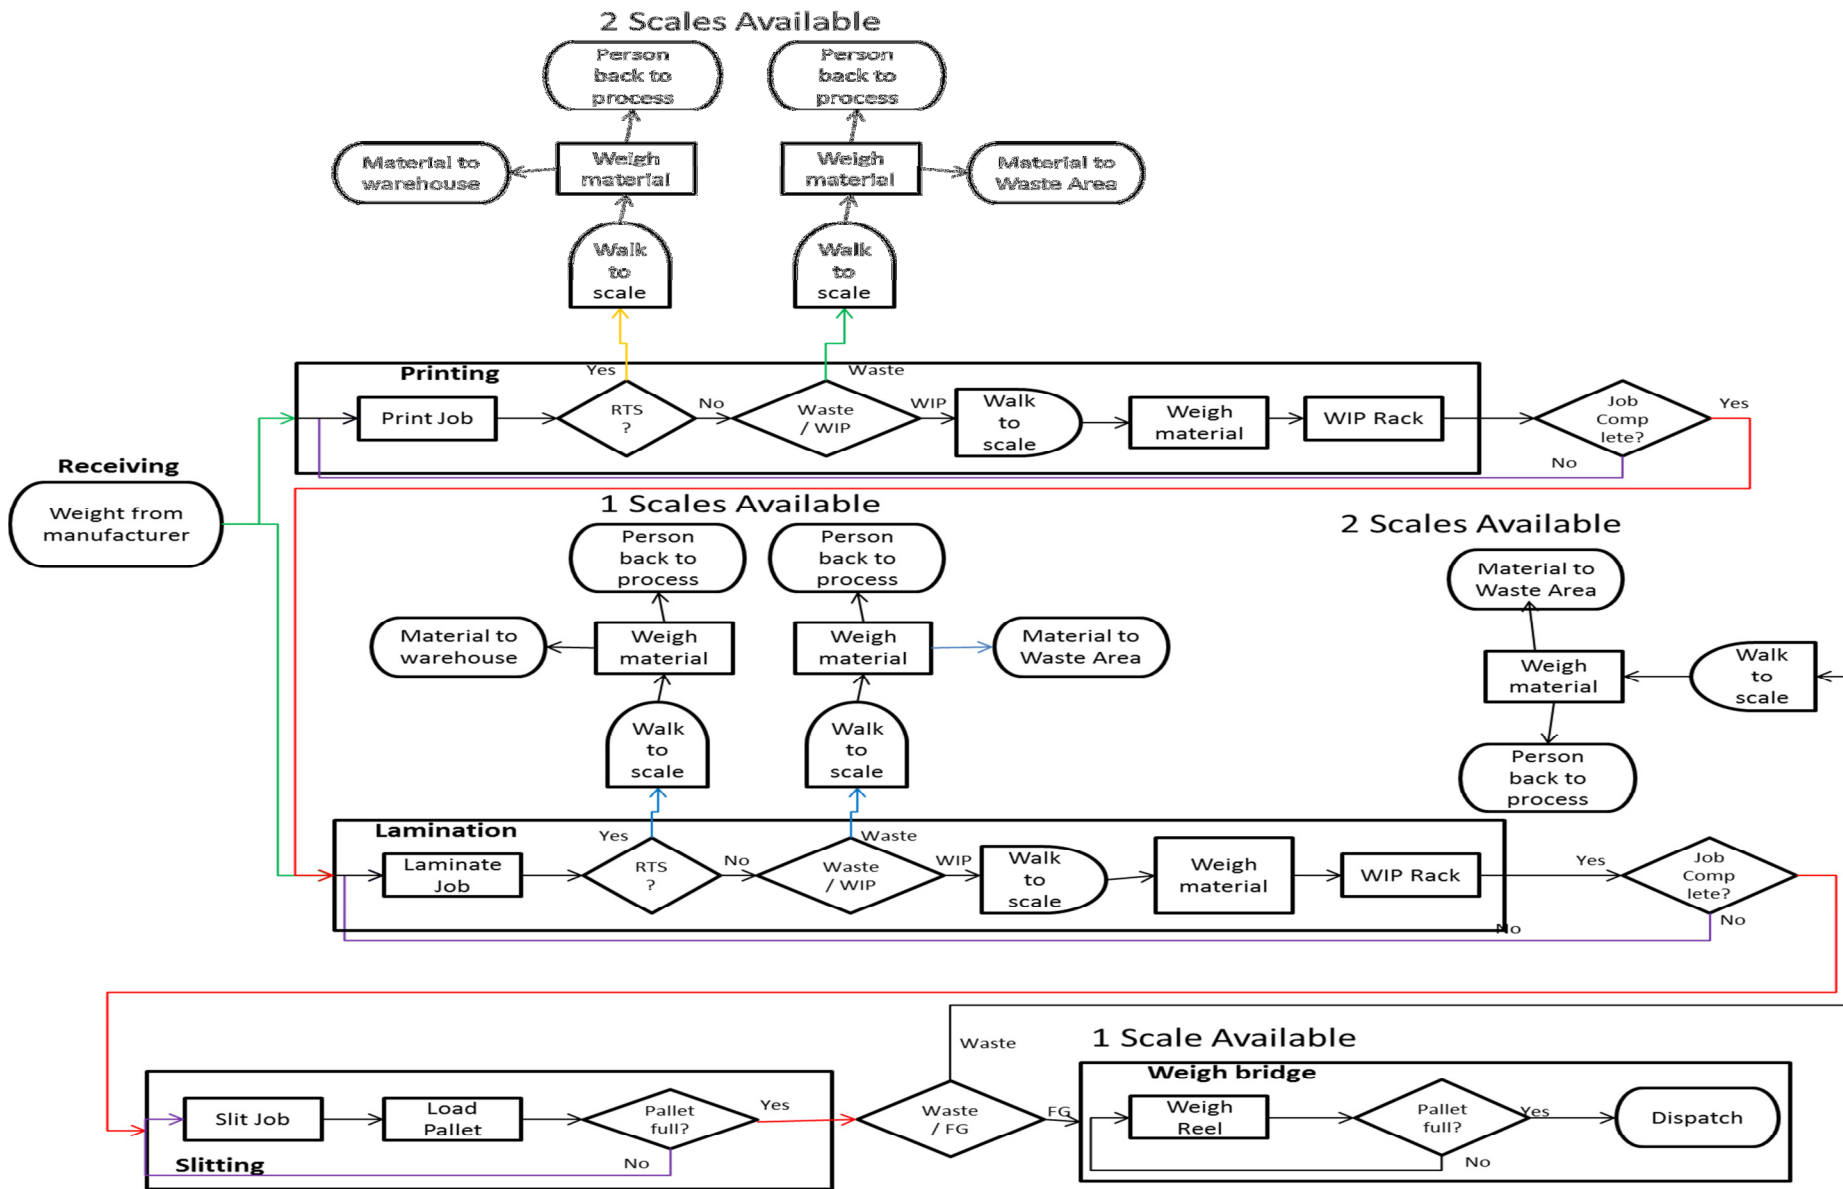 2 Scales Available
Person
back to
process
Person
back to
process
Material to
warehouse
Weigh
material
Weigh
material
Material to
Waste Area
Walk
to
scale
Walk
to
scale
Printing
Yes
Waste
Print Job
RTS
?
No
Waste
/ WIP
WIP
Walk
to
scale
Weigh
material
WIP Rack
Job
Comp
lete?
Yes
No
Receiving
Weight from
manufacturer
1 Scales Available
Person
back to
process
Person
back to
process
Material to
warehouse
Weigh
material
Weigh
material
Material to
Waste Area
Walk
to
scale
Walk
to
scale
2 Scales Available
Material to
Waste Area
Weigh
material
Walk
to
scale
Person
back to
process
Lamination
Yes
Waste
Laminate
Job
RTS
?
No
Waste
/ WIP
WIP
Walk
to
scale
Weigh
material
WIP Rack
Yes
Job
Comp
lete?
No
No
Waste
1 Scale Available
Weigh bridge
Slit Job
Load
Pallet
Pallet
full?
Yes
No
Slitting
Waste
/ FG
FG
Weigh
Reel
Pallet
full?
Yes
No
Dispatch